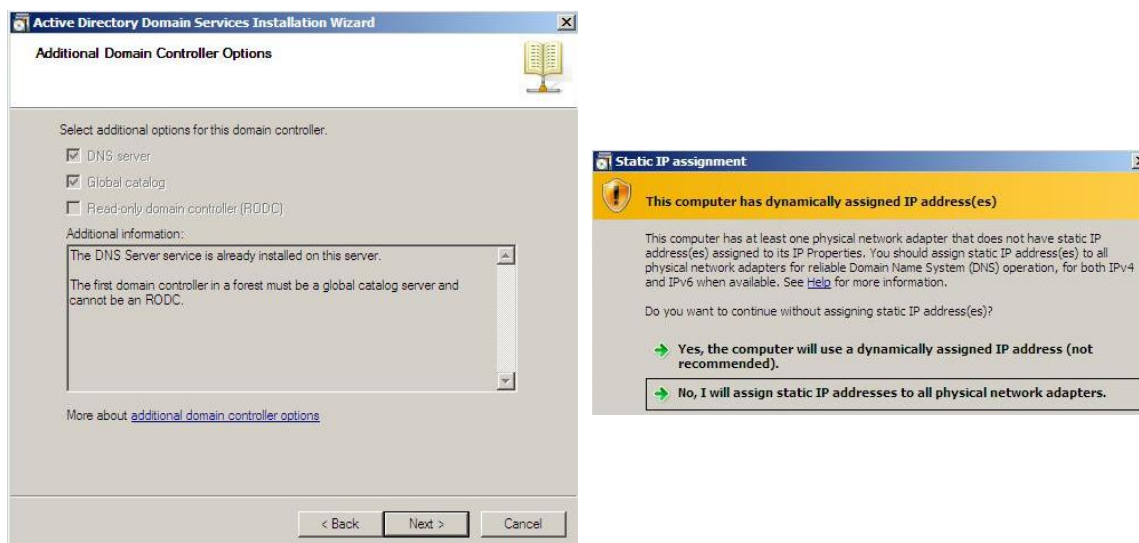 Active Directory Domain Services Installation Wizard
Additional Domain Controller Options
Select additional options for this domain controller.
DNS server
Global catalog
Read-only domain controller (RODC)
Additional information:
The DNS Server service is already installed on this server.
The first domain controller in a forest must be a global catalog server and
cannot be an RODC.
More about additional domain controller options
< Back
Next >
Cancel
Static IP assignment
This computer has dynamically assigned IP address(es)
This computer has at least one physical network adapter that does not have static IP
address(es) assigned to its IP Properties. You should assign static IP address(es) to all
physical network adapters for reliable Domain Name System (DNS) operation, for both IPv4
and IPv6 when available. See Help for more information.
Do you want to continue without assigning static IP address(es)?
Yes, the computer will use a dynamically assigned IP address (not
recommended).
No, I will assign static IP addresses to all physical network adapters.